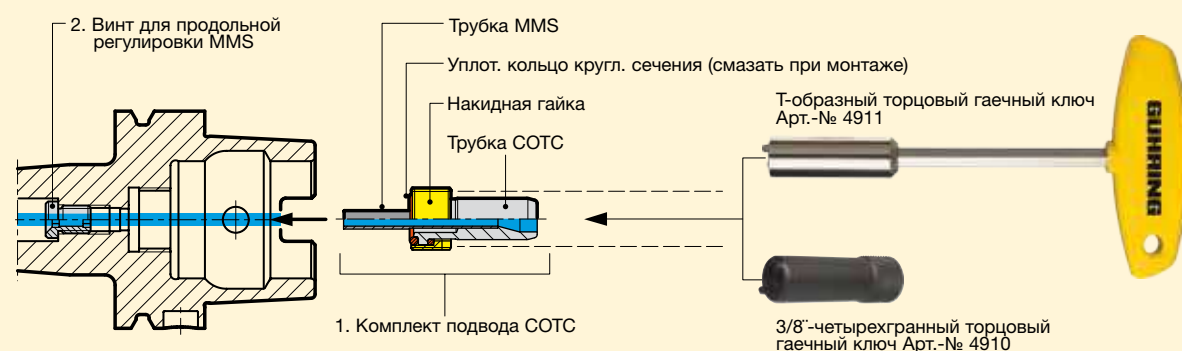 2. Винт для продольной
регулировки MMS
Трубка MMS
Уплот. кольцо кругл. сечения (смазать при монтаже)
Накидная гайка
Трубка СОТС
1. Комплект подвода СОТС
Т-образный торцовый гаечный ключ
Арт.-№ 4911
GUHRING
3/8¨-четырехгранный торцовый
гаечный ключ Арт.-№ 4910